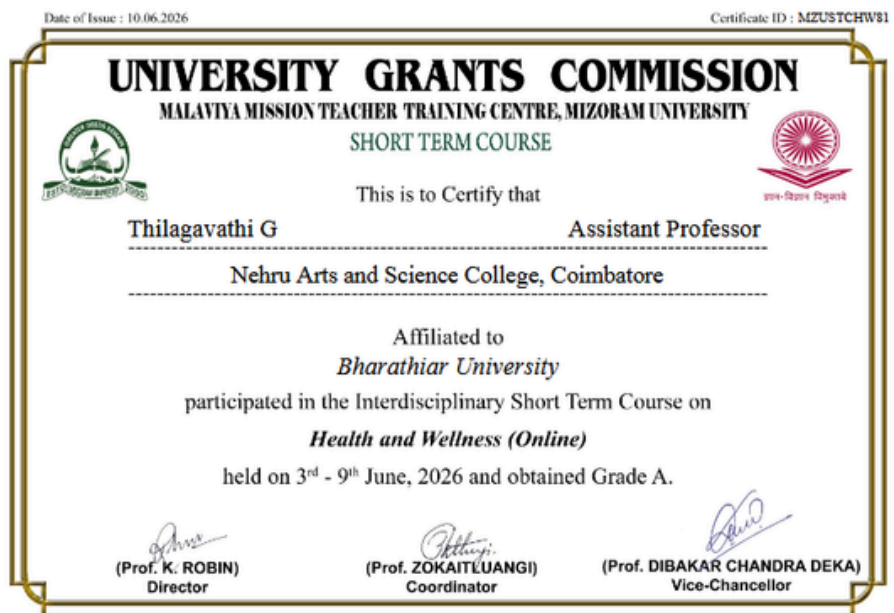 Date of Issue : 10.06.2026 Certificate ID : MZUSTCHW81
UNIVERSITY GRANTS COMMISSION
MALAVIYA MISSION TEACHER TRAINING CENTRE, MIZORAM UNIVERSITY
SHORT TERM COURSE
This is to Certify that
ज्ञान-विज्ञान विमुक्तये
Thilagavathi G Assistant Professor
Nehru Arts and Science College, Coimbatore
Affiliated to
Bharathiar University
participated in the Interdisciplinary Short Term Course on
Health and Wellness (Online)
held on 3rd - 9th June, 2026 and obtained Grade A.
(Prof. K. ROBIN) (Prof. ZOKAITLUANGI) (Prof. DIBAKAR CHANDRA DEKA)
Director Coordinator Vice-Chancellor